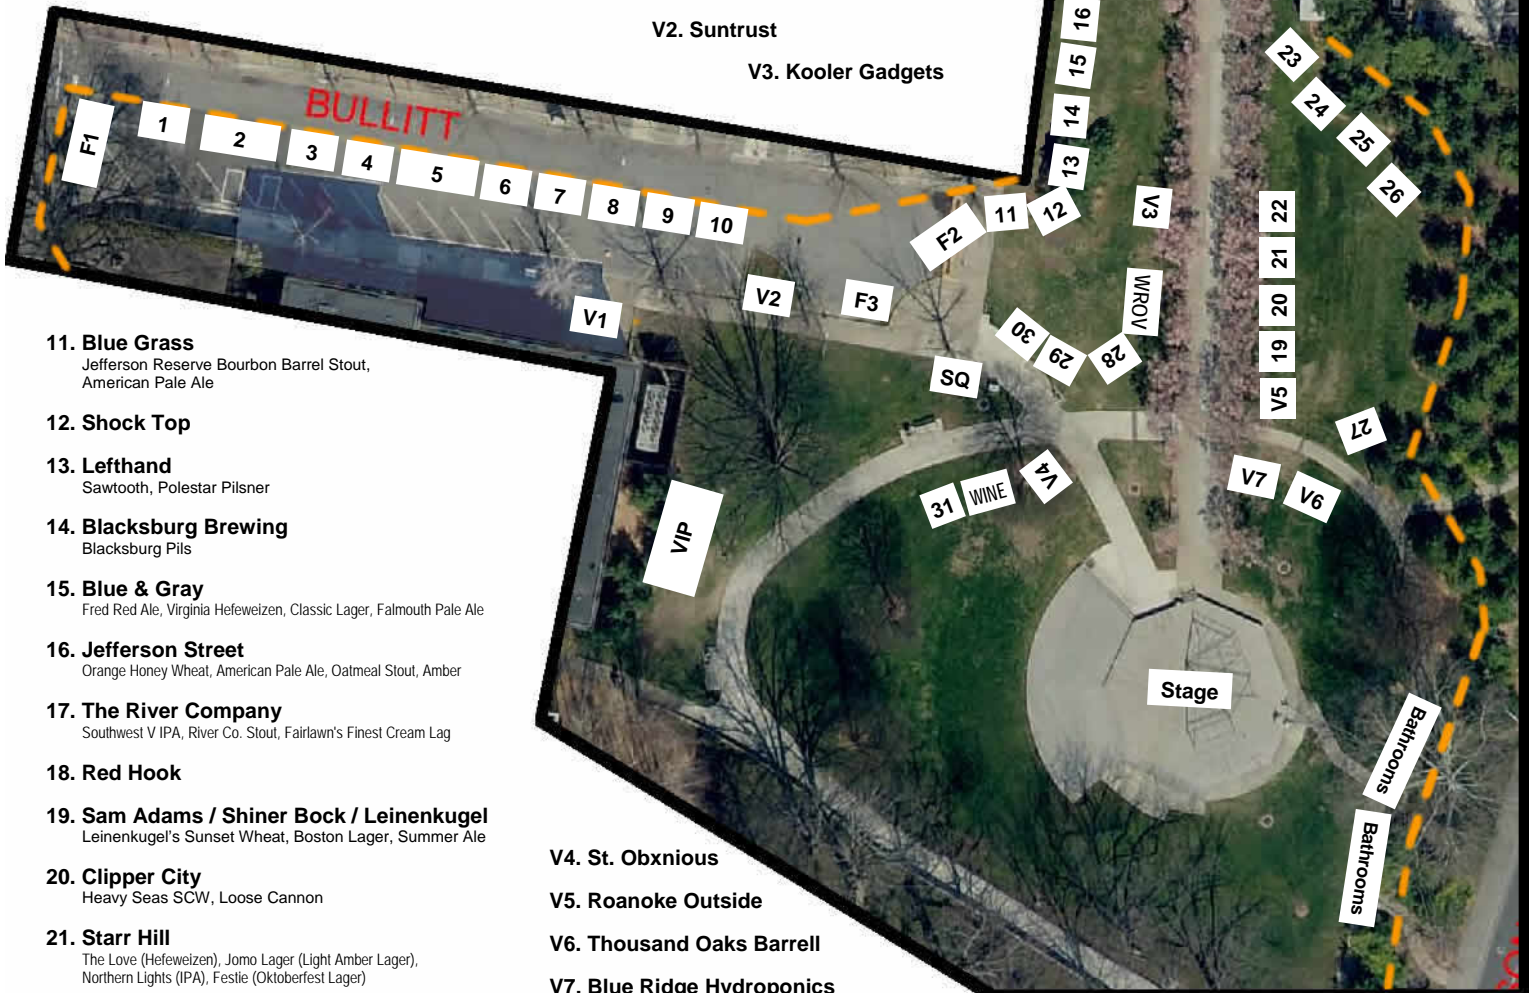 V2. Suntrust
V3. Kooler Gadgets
BULLITT
F1
1
2
3
4
5
6
7
8
9
10
F2
11
12
13
14
15
16
V1
V2
F3
V3
WROV
30
29
28
SQ
23
24
25
26
22
21
20
19
V5
27
V7
V6
31
WINE
V4
VIP
Stage
Bathrooms
Bathrooms
11. Blue Grass
Jefferson Reserve Bourbon Barrel Stout,
American Pale Ale
12. Shock Top
13. Lefthand
Sawtooth, Polestar Pilsner
14. Blacksburg Brewing
Blacksburg Pils
15. Blue & Gray
Fred Red Ale, Virginia Hefeweizen, Classic Lager, Falmouth Pale Ale
16. Jefferson Street
Orange Honey Wheat, American Pale Ale, Oatmeal Stout, Amber
17. The River Company
Southwest V IPA, River Co. Stout, Fairlawn's Finest Cream Lag
18. Red Hook
19. Sam Adams / Shiner Bock / Leinenkugel
Leinenkugel's Sunset Wheat, Boston Lager, Summer Ale
20. Clipper City
Heavy Seas SCW, Loose Cannon
21. Starr Hill
The Love (Hefeweizen), Jomo Lager (Light Amber Lager),
Northern Lights (IPA), Festie (Oktoberfest Lager)
V4. St. Obxnious
V5. Roanoke Outside
V6. Thousand Oaks Barrell
V7. Blue Ridge Hydroponics